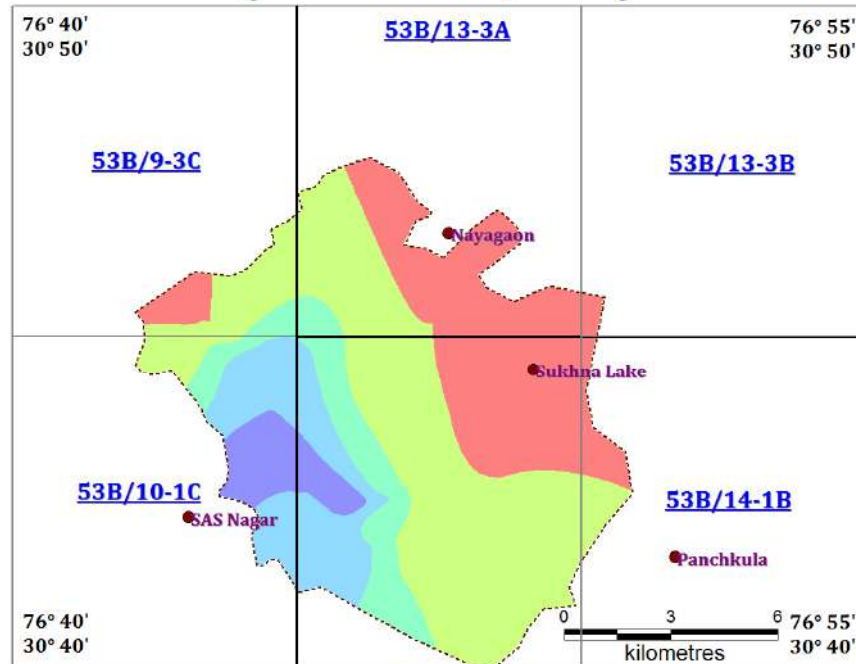 76° 40'
30° 50'
53B/13-3A
76° 55'
30° 50'
53B/9-3C
53B/13-3B
Nayagaon
Sukhna Lake
53B/10-1C
SAS Nagar
53B/14-1B
Panchkula
76° 40'
30° 40'
0 3 6
kilometres
76° 55'
30° 40'